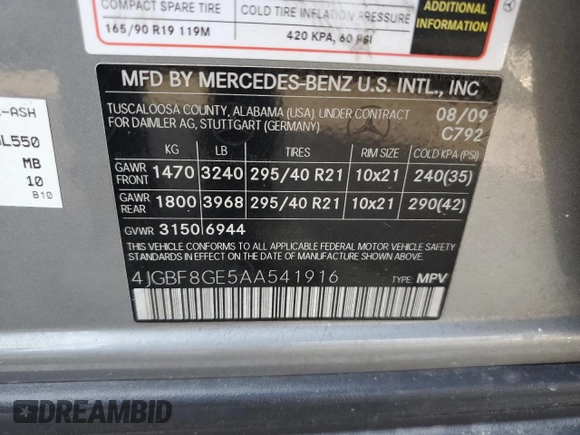 COMPACT SPARE TIRE COLD TIRE INFLATION PRESSURE
165/90 R19 119M 420 KPA, 60 PSI
ADDITIONAL
INFORMATION
-ASH
L550
MB
10
B10
MFD BY MERCEDES-BENZ U.S. INTL., INC
TUSCALOOSA COUNTY, ALABAMA (USA). UNDER CONTRACT
FOR DAIMLER AG, STUTTGART (GERMANY)
08/09
C792
KG LB TIRES RIM SIZE COLD KPA (PSI)
GAWR FRONT 1470 3240 295/40 R21 10x21 240(35)
GAWR REAR 1800 3968 295/40 R21 10x21 290(42)
GVWR 3150 6944
THIS VEHICLE CONFORMS TO ALL APPLICABLE FEDERAL MOTOR VEHICLE SAFETY
STANDARDS IN EFFECT ON THE DATE OF MANUFACTURE SHOWN ABOVE.
4JGBF8GE5AA541916 TYPE: MPV
DREAMBID